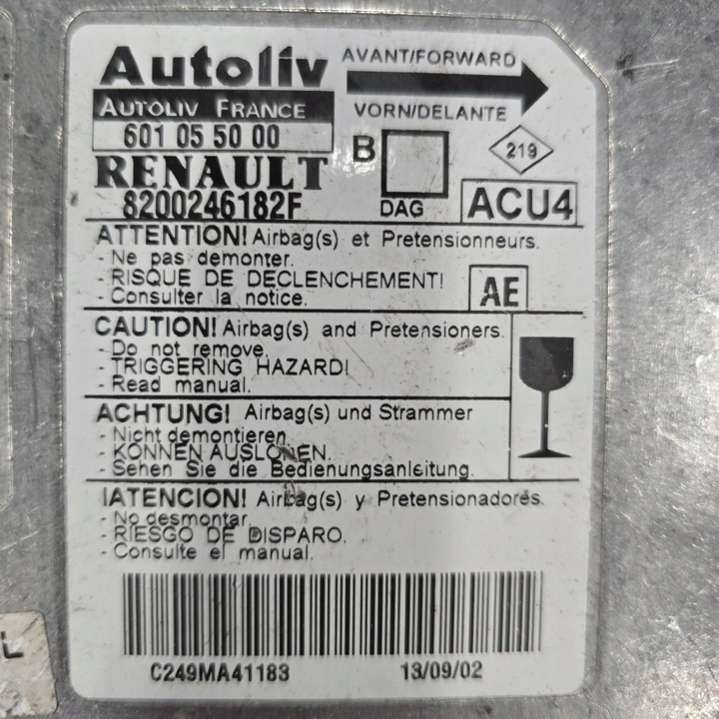 Autoliv
AVANT/FORWARD
AUTOLIV FRANCE
VORN/DELANTE
601 05 50 00
B
219
RENAULT
8200246182F
DAG
ACU4
ATTENTION! Airbag(s) et Pretensionneurs.
- Ne pas demonter.
- RISQUE DE DECLENCHEMENT!
- Consulter la notice.
AE
CAUTION! Airbag(s) and Pretensioners.
- Do not remove.
- TRIGGERING HAZARD!
- Read manual.
ACHTUNG! Airbag(s) und Strammer
- Nicht demontieren.
- KONNEN AUSLOSEN.
- Sehen Sie die Bedienungsanleitung.
!ATENCION! Airbag(s) y Pretensionadores.
- No desmontar.
- RIESGO DE DISPARO.
- Consulte el manual.
C249MA41183
13/09/02